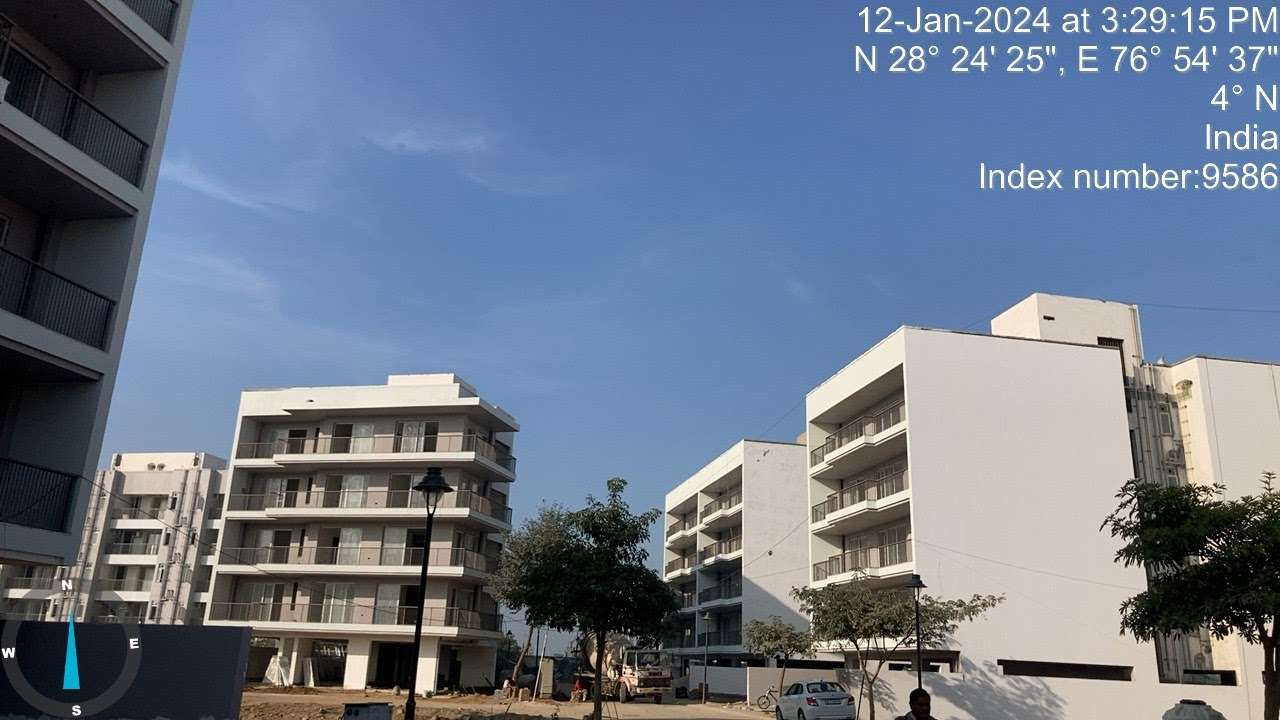 12-Jan-2024 at 3:29:15 PM
N 28° 24' 25", E 76° 54' 37"
4° N
India
Index number:9586
N
W E
S